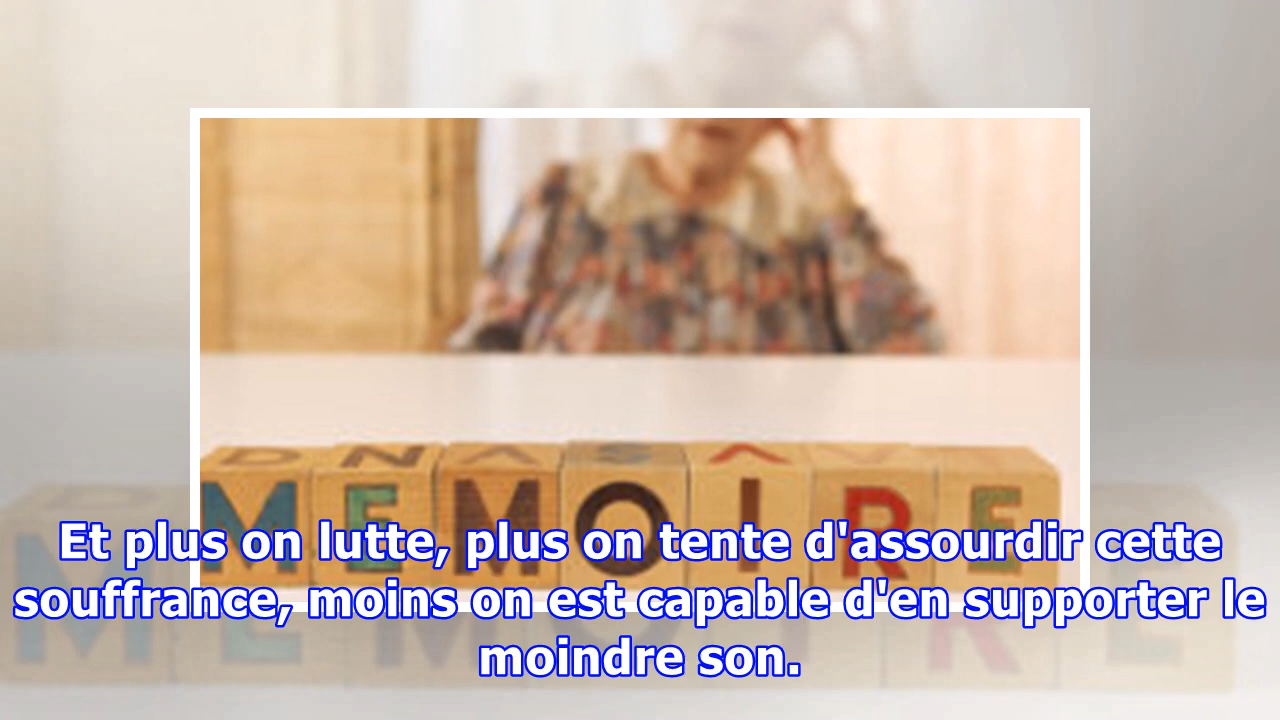 D N A S A V
MEMOIRE
Et plus on lutte, plus on tente d'assourdir cette
souffrance, moins on est capable d'en supporter le
moindre son.